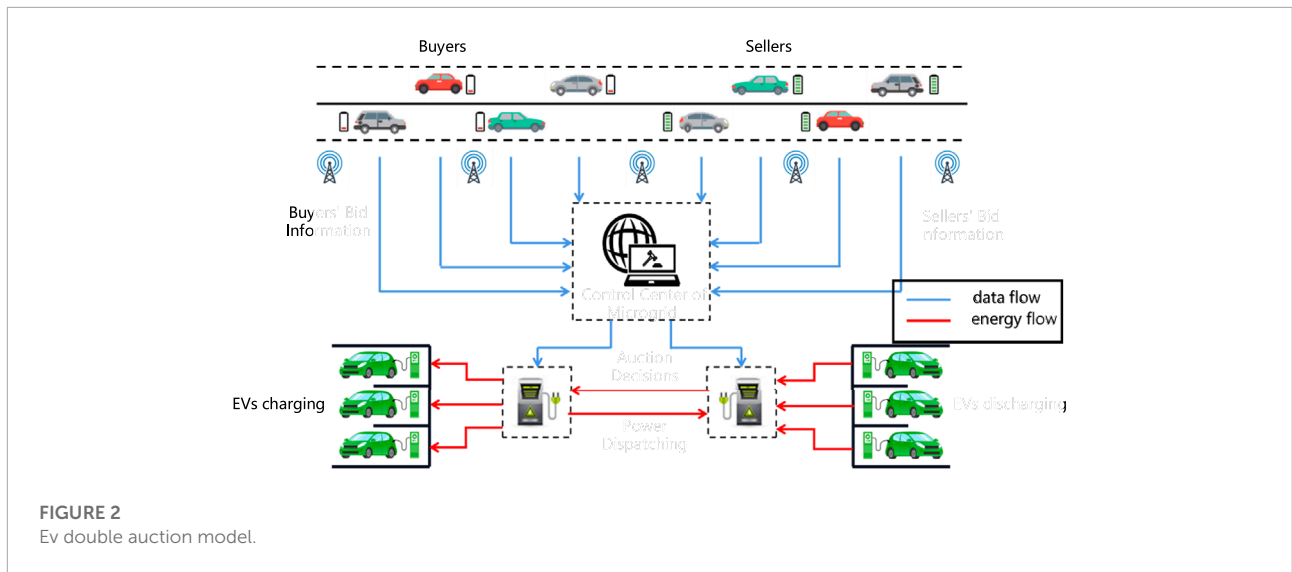 Buyers
Sellers
Buyers' Bid
Information
Sellers' Bid
nformation
Control Center of
Microgrid
data flow
energy flow
Auction
Decisions
EVs charging
EVs discharging
Power
Dispatching
FIGURE 2
Ev double auction model.